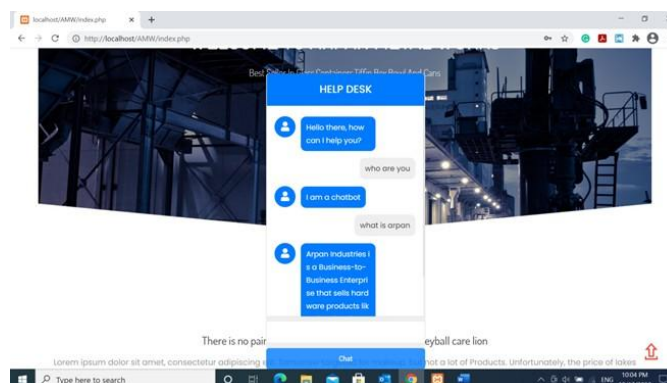 localhost/AMW/index.php
http://localhost/AMW/index.php
HELP DESK
Hello there, how
can I help you?
who are you
I am a chatbot
what is arpan
Arpan Industries i
s a Business-to-
Business Enterpri
se that sells hard
ware products lik
There is no pain
eyball care lion
Lorem ipsum dolor sit amet, consectetur adipiscing
not a lot of Products. Unfortunately, the price of lakes
Chat
Type here to search
ENG
10:04 PM